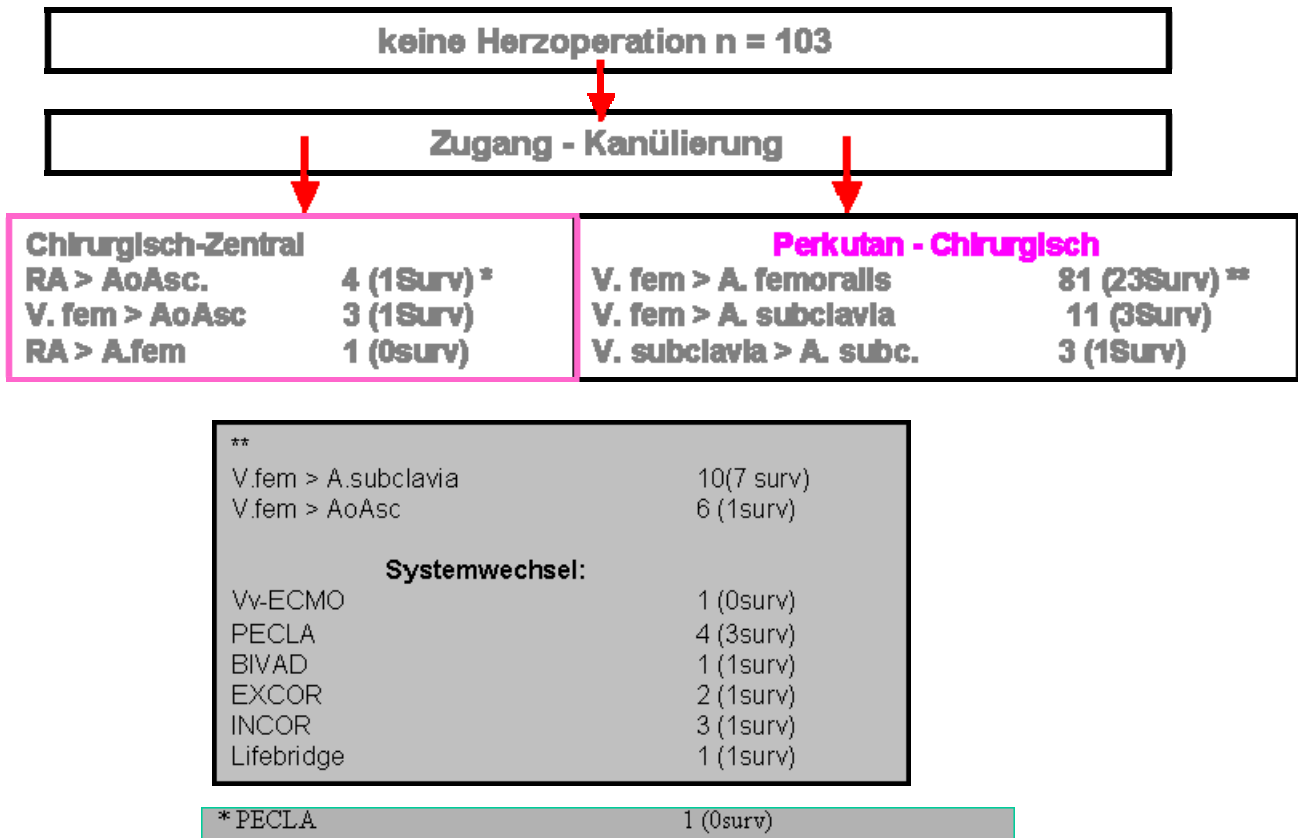 keine Herzoperation n = 103
Zugang - Kanülierung
Chirurgisch-Zentral
RA > AoAsc. 4 (1Surv) *
V. fem > AoAsc 3 (1Surv)
RA > A.fem 1 (0surv)
Perkutan - Chirurgisch
V. fem > A. femoralis 81 (23Surv) **
V. fem > A. subclavia 11 (3Surv)
V. subclavia > A. subc. 3 (1Surv)
**
V.fem > A.subclavia 10(7 surv)
V.fem > AoAsc 6 (1surv)
Systemwechsel:
Vv-ECMO 1 (0surv)
PECLA 4 (3surv)
BIVAD 1 (1surv)
EXCOR 2 (1surv)
INCOR 3 (1surv)
Lifebridge 1 (1surv)
* PECLA 1 (0surv)